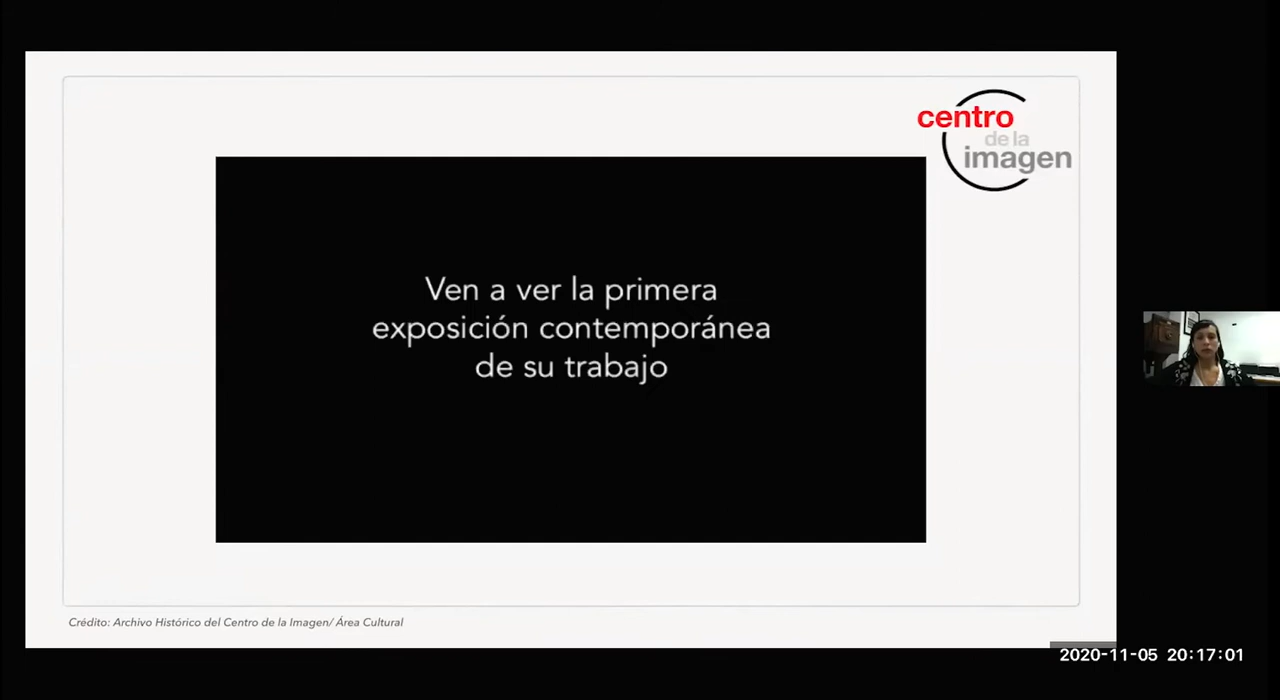 centro
de la
imagen
Ven a ver la primera
exposición contemporánea
de su trabajo
Crédito: Archivo Histórico del Centro de la Imagen/ Área Cultural
2020-11-05 20:17:01